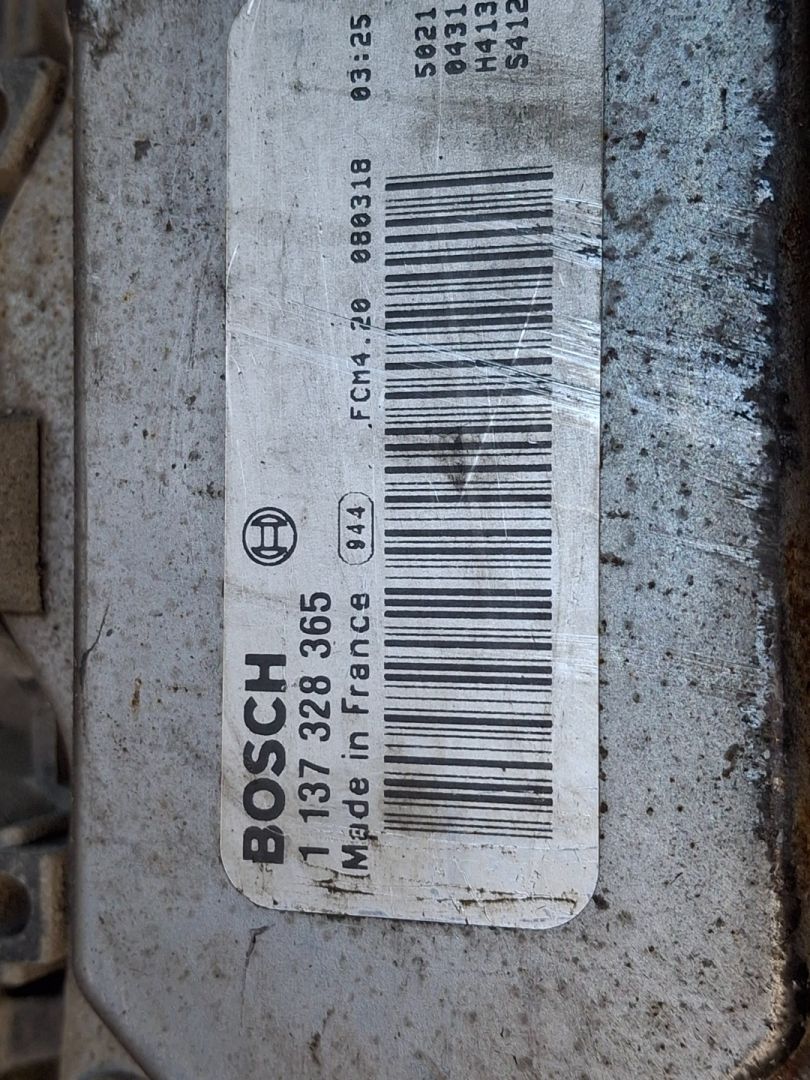 BOSCH
1 137 328 365
Made in France 944 .FCM4.20 080318 03:25
5021
0431
H413
S412